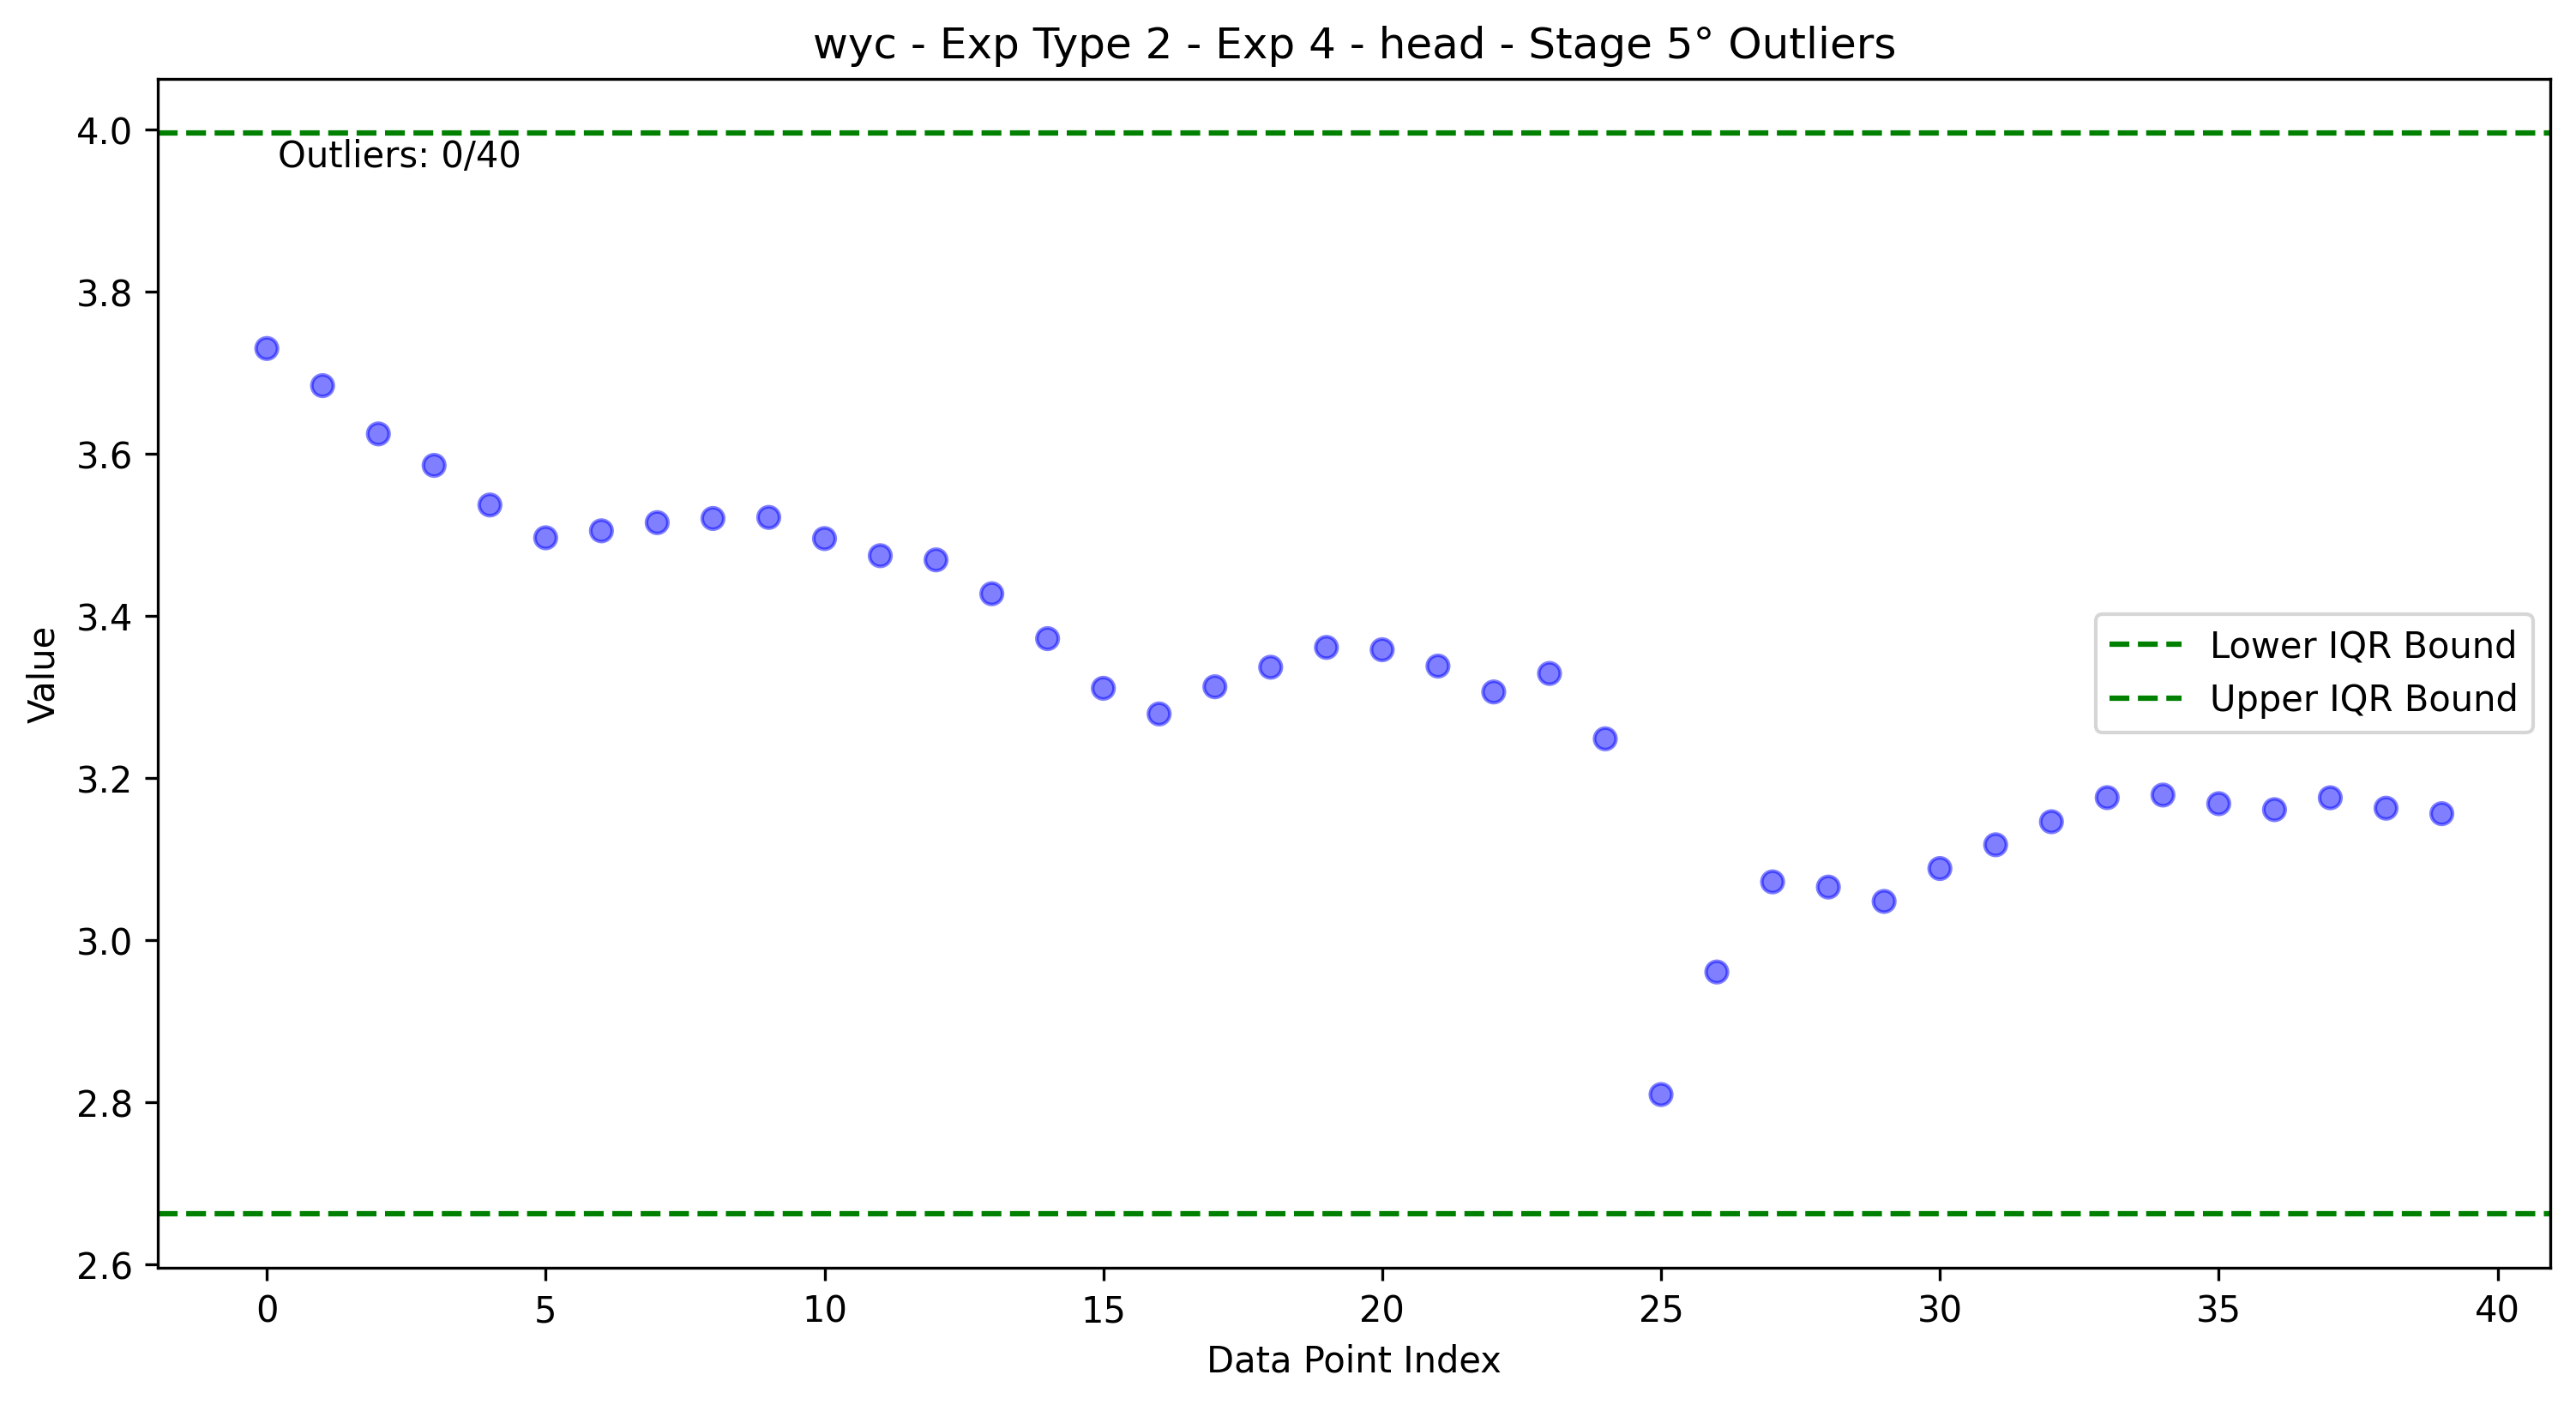 wyc - Exp Type 2 - Exp 4 - head - Stage 5° Outliers
4.0
Outliers: 0/40
3.8
3.6
3.4
3.2
3.0
2.8
2.6
Value
Lower IQR Bound
Upper IQR Bound
0 5 10 15 20 25 30 35 40
Data Point Index